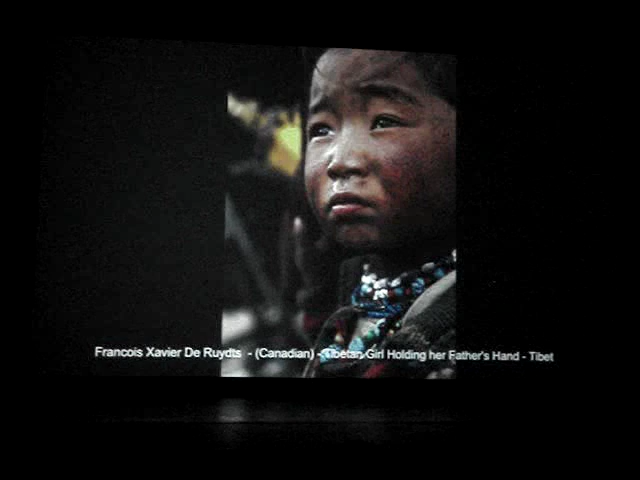 Francois Xavier De Ruydts - (Canadian) - Tibetan Girl Holding her Father's Hand - Tibet